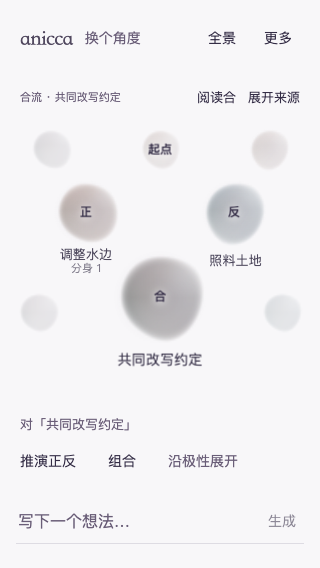 anicca 换个角度 全景 更多
合流 · 共同改写约定 阅读合 展开来源
起点
正 反
调整水边
分身 1
照料土地
合
共同改写约定
对「共同改写约定」
推演正反 组合 沿极性展开
写下一个想法… 生成